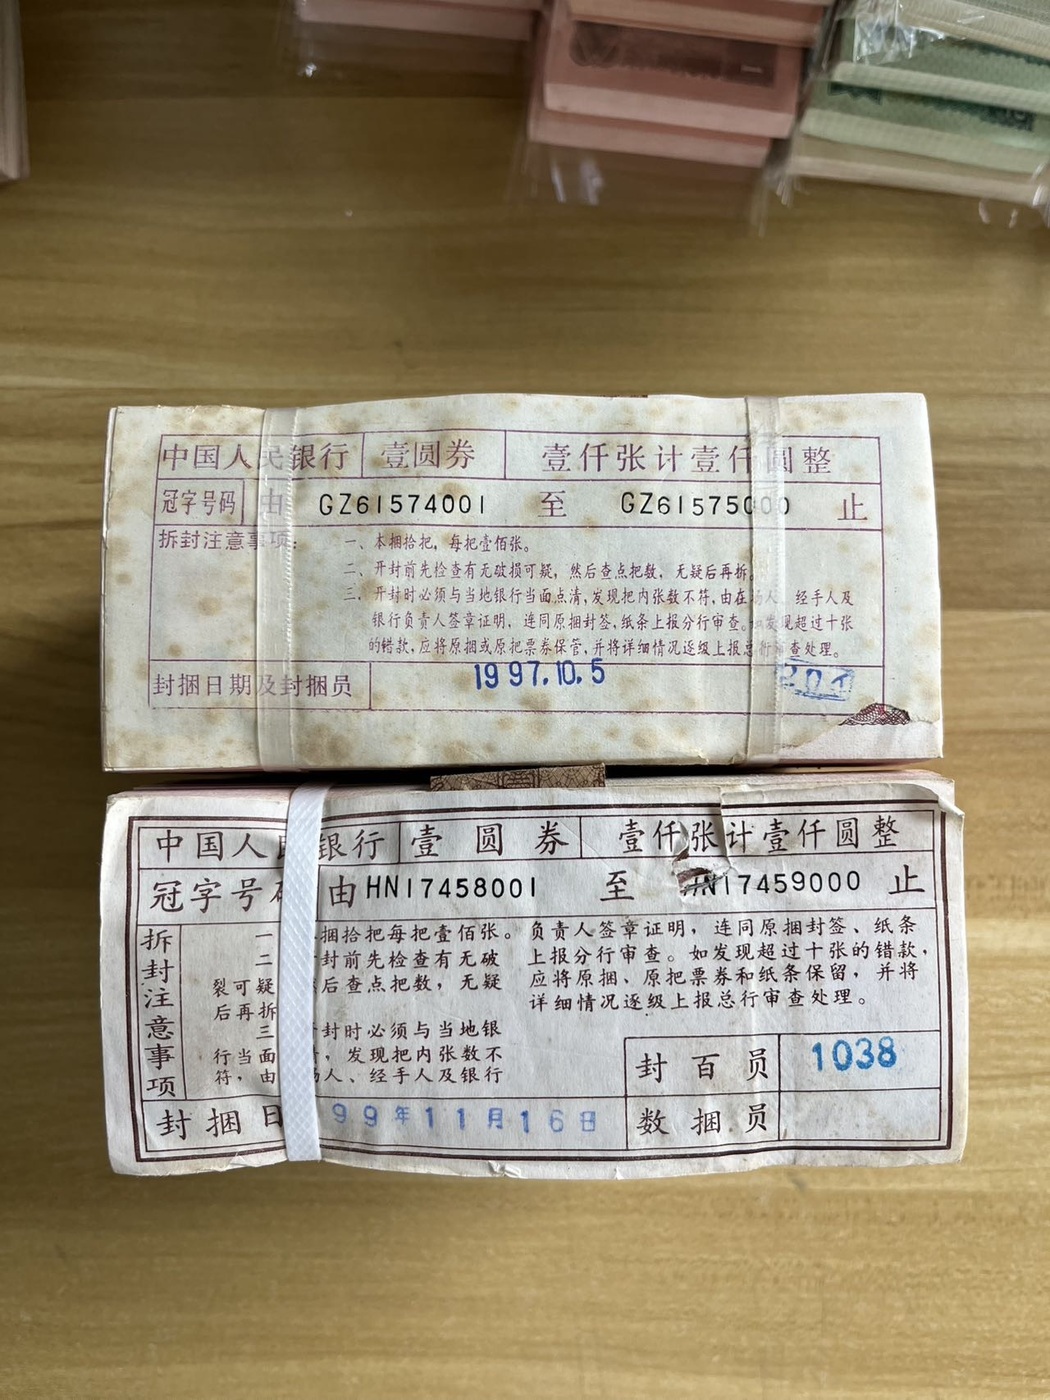 中国人民银行 壹圆券 壹仟张计壹仟圆整
冠字号码 由 GZ61574001 至 GZ61575000 止
拆封注意事项: 一、本捆拾把,每把壹佰张。
二、开封前先检查有无破损可疑,然后查点把数,无疑后再拆。
三、开封时必须与当地银行当面点清,发现把内张数不符,由在场人、经手人及
银行负责人签章证明,连同原捆封签、纸条上报分行审查。如发现超过十张
的错款,应将原捆或原把票券保管,并将详细情况逐级上报总行审查处理。
封捆日期及封捆员 1997.10.5
中国人民银行 壹圆券 壹仟张计壹仟圆整
冠字号码 由HN17458001 至 HN17459000 止
拆封注意事项
一 捆拾把每把壹佰张。
二 封前先检查有无破
裂可疑 后查点把数,无疑
后再拆
三 封时必须与当地银
行当面 ,发现把内张数不
符,由 场人、经手人及银行
负责人签章证明,连同原捆封签、纸条
上报分行审查。如发现超过十张的错款,
应将原捆、原把票券和纸条保留,并将
详细情况逐级上报总行审查处理。
封百员 1038
封捆日 99年11月16日 数捆员